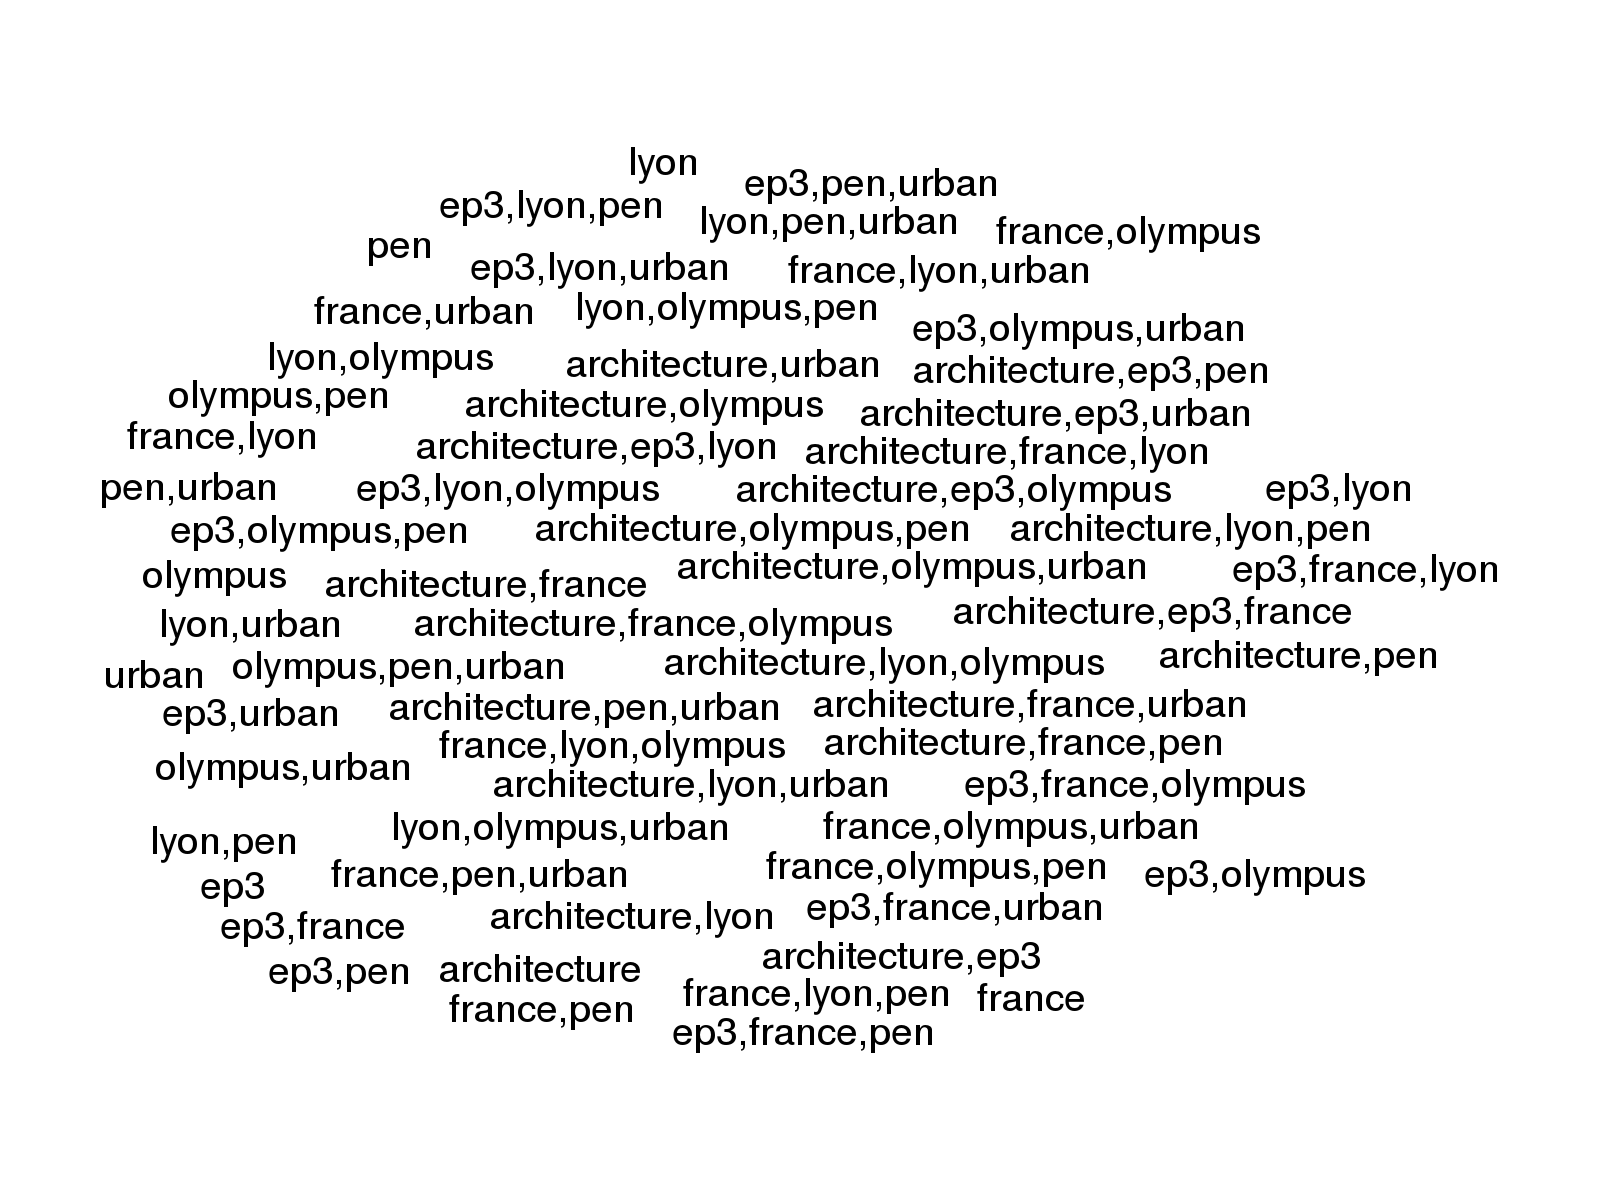 lyon
ep3,pen,urban
ep3,lyon,pen
lyon,pen,urban
france,olympus
pen
ep3,lyon,urban
france,lyon,urban
france,urban
lyon,olympus,pen
ep3,olympus,urban
lyon,olympus
architecture,urban
architecture,ep3,pen
olympus,pen
architecture,olympus
architecture,ep3,urban
france,lyon
architecture,ep3,lyon
architecture,france,lyon
pen,urban
ep3,lyon,olympus
architecture,ep3,olympus
ep3,lyon
ep3,olympus,pen
architecture,olympus,pen
architecture,lyon,pen
olympus
architecture,france
architecture,olympus,urban
ep3,france,lyon
lyon,urban
architecture,france,olympus
architecture,ep3,france
urban
olympus,pen,urban
architecture,lyon,olympus
architecture,pen
ep3,urban
architecture,pen,urban
architecture,france,urban
france,lyon,olympus
architecture,france,pen
olympus,urban
architecture,lyon,urban
ep3,france,olympus
lyon,pen
lyon,olympus,urban
france,olympus,urban
ep3
france,pen,urban
france,olympus,pen
ep3,olympus
ep3,france
architecture,lyon
ep3,france,urban
ep3,pen
architecture
architecture,ep3
france,pen
france,lyon,pen
france
ep3,france,pen